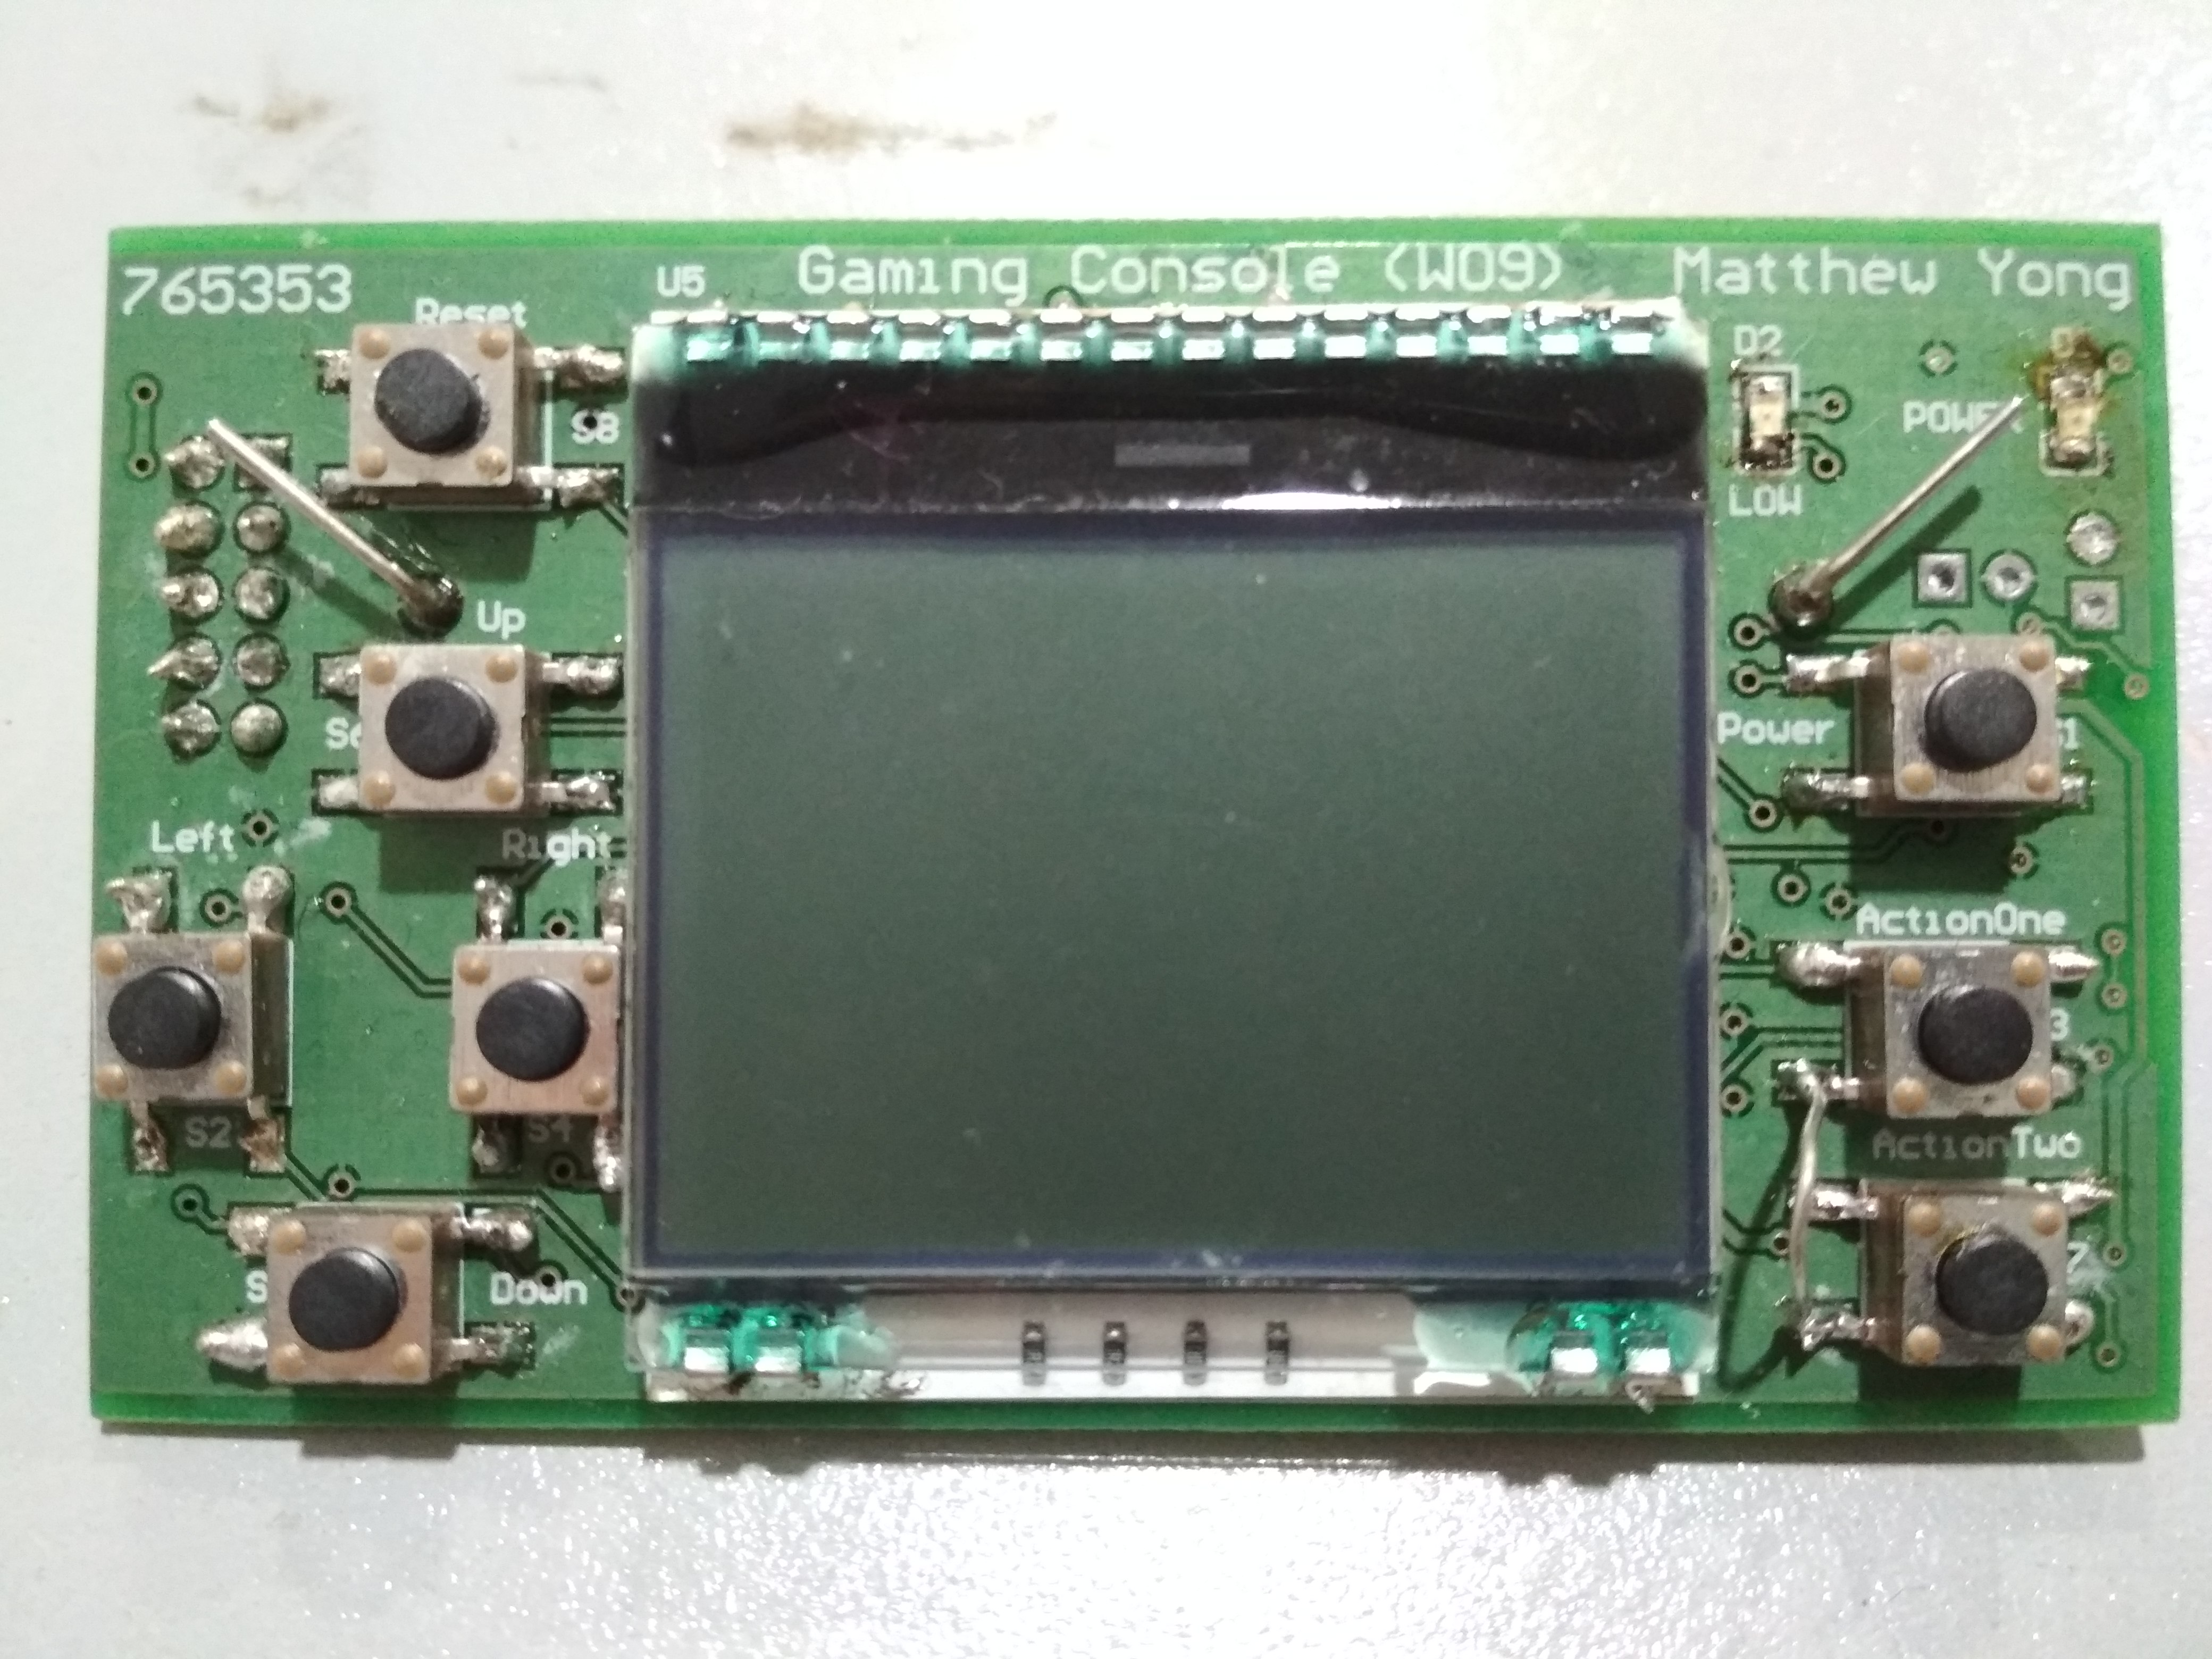 765353
Gaming Console (W09)
Matthew Yong
Reset
U5
D2
S8
POWER
LOW
Up
Power
Left
Right
ActionOne
S2
S4
ActionTwo
Down